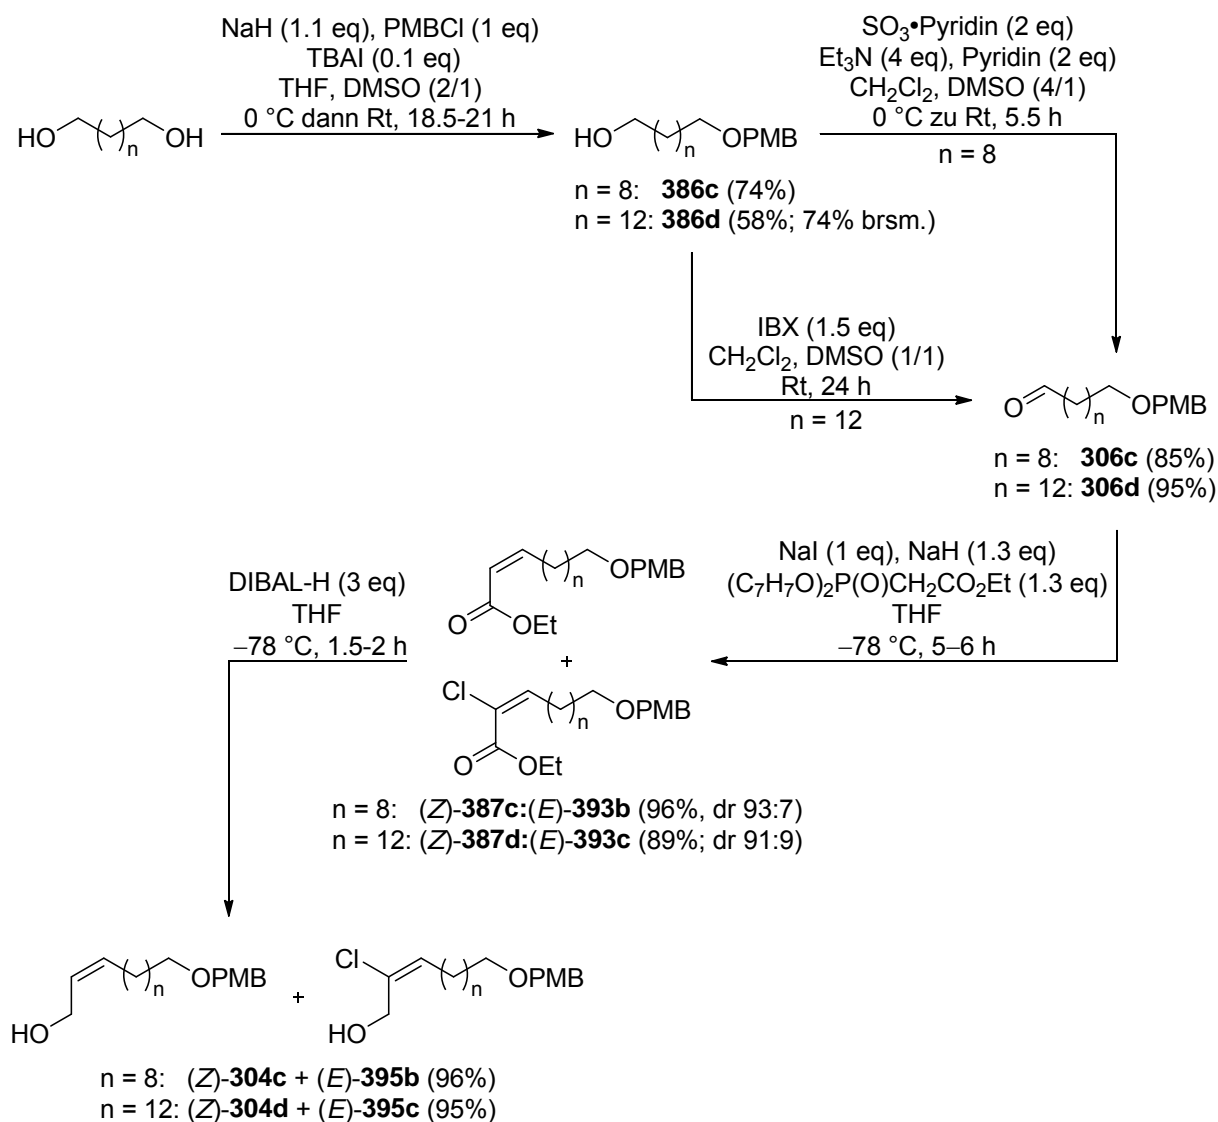 NaH (1.1 eq), PMBCl (1 eq)
TBAI (0.1 eq)
THF, DMSO (2/1)
0 °C dann Rt, 18.5-21 h
SO₃•Pyridin (2 eq)
Et₃N (4 eq), Pyridin (2 eq)
CH₂Cl₂, DMSO (4/1)
0 °C zu Rt, 5.5 h
n = 8
HO ( )n OH
HO ( )n OPMB
n = 8: 386c (74%)
n = 12: 386d (58%; 74% brsm.)
IBX (1.5 eq)
CH₂Cl₂, DMSO (1/1)
Rt, 24 h
n = 12
O ( )n OPMB
n = 8: 306c (85%)
n = 12: 306d (95%)
NaI (1 eq), NaH (1.3 eq)
(C₇H₇O)₂P(O)CH₂CO₂Et (1.3 eq)
THF
–78 °C, 5–6 h
( )n OPMB
O OEt
+
Cl ( )n OPMB
O OEt
n = 8: (Z)-387c:(E)-393b (96%, dr 93:7)
n = 12: (Z)-387d:(E)-393c (89%; dr 91:9)
DIBAL-H (3 eq)
THF
–78 °C, 1.5-2 h
( )n OPMB
HO
+
Cl ( )n OPMB
HO
n = 8: (Z)-304c + (E)-395b (96%)
n = 12: (Z)-304d + (E)-395c (95%)